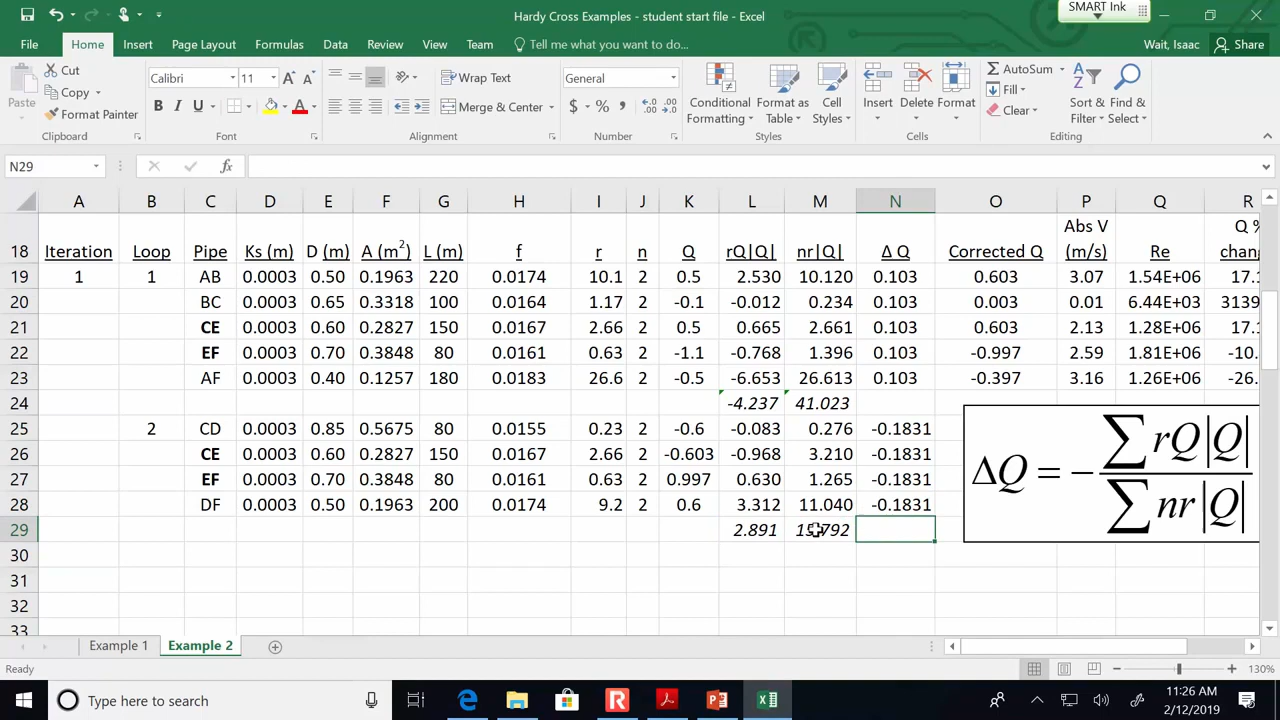 SMART Ink
Hardy Cross Examples - student start file - Excel
Wait, Isaac
Share
File Home Insert Page Layout Formulas Data Review View Team Tell me what you want to do...
Paste
Cut
Copy
Format Painter
Calibri 11
B I U
Wrap Text
Merge & Center
General
$ % ,
Conditional Formatting
Format as Table
Cell Styles
Insert Delete Format
AutoSum
Fill
Clear
Sort & Filter
Find & Select
Clipboard Font Alignment Number Styles Cells Editing
N29 fx
A B C D E F G H I J K L M N O P Q R
18 Iteration Loop Pipe Ks (m) D (m) A (m²) L (m) f r n Q rQ|Q| nr|Q| Δ Q Corrected Q Abs V (m/s) Re Q %
19 1 1 AB 0.0003 0.50 0.1963 220 0.0174 10.1 2 0.5 2.530 10.120 0.103 0.603 3.07 1.54E+06 17.1
20 BC 0.0003 0.65 0.3318 100 0.0164 1.17 2 -0.1 -0.012 0.234 0.103 0.003 0.01 6.44E+03 3139
21 CE 0.0003 0.60 0.2827 150 0.0167 2.66 2 0.5 0.665 2.661 0.103 0.603 2.13 1.28E+06 17.1
22 EF 0.0003 0.70 0.3848 80 0.0161 0.63 2 -1.1 -0.768 1.396 0.103 -0.997 2.59 1.81E+06 -10.
23 AF 0.0003 0.40 0.1257 180 0.0183 26.6 2 -0.5 -6.653 26.613 0.103 -0.397 3.16 1.26E+06 -26.
24 -4.237 41.023
25 2 CD 0.0003 0.85 0.5675 80 0.0155 0.23 2 -0.6 -0.083 0.276 -0.1831
26 CE 0.0003 0.60 0.2827 150 0.0167 2.66 2 -0.603 -0.968 3.210 -0.1831
27 EF 0.0003 0.70 0.3848 80 0.0161 0.63 2 0.997 0.630 1.265 -0.1831
28 DF 0.0003 0.50 0.1963 200 0.0174 9.2 2 0.6 3.312 11.040 -0.1831
29 2.891
30
31
32
33
ΔQ = − ∑ rQ|Q| / ∑ nr|Q|
Example 1 Example 2
Ready
130%
Type here to search
11:26 AM
2/12/2019